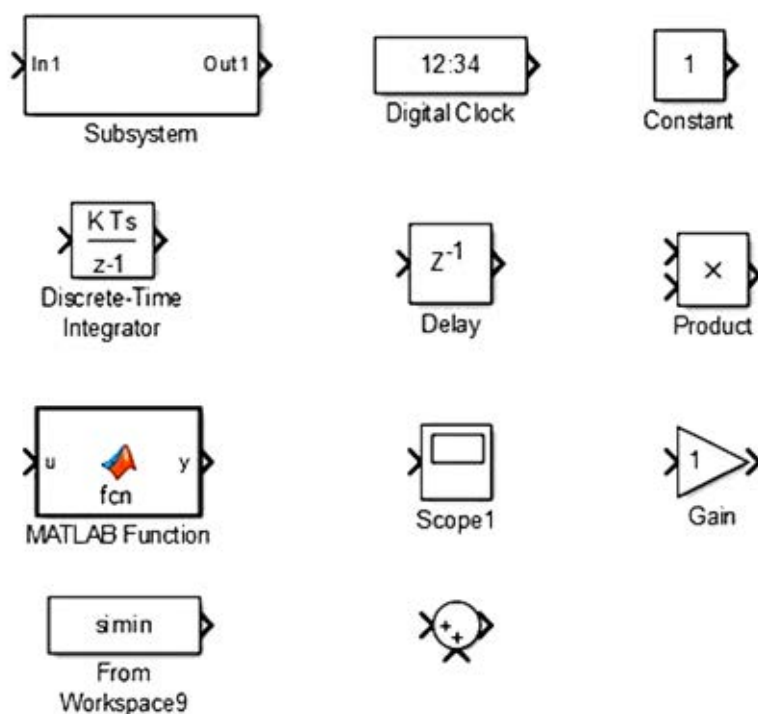 In1 Out1
Subsystem
12:34
Digital Clock
1
Constant
K Ts
z-1
Discrete-Time
Integrator
Z-1
Delay
×
Product
u fcn y
MATLAB Function
Scope1
1
Gain
simin
From
Workspace9
+
+